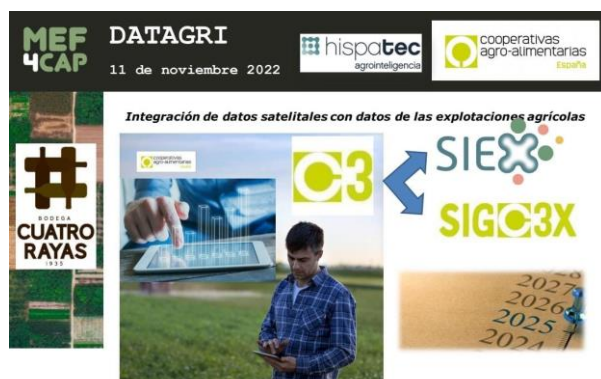 MEF
4CAP
DATAGRI
11 de noviembre 2022
hispatec
agrointeligencia
cooperativas
agro-alimentarias
España
Integración de datos satelitales con datos de las explotaciones agrícolas
BODEGA
CUATRO
RAYAS
1935
cooperativas
agro-alimentarias
C3
SIEX
SIGC3X
2027
2026
2025
2024